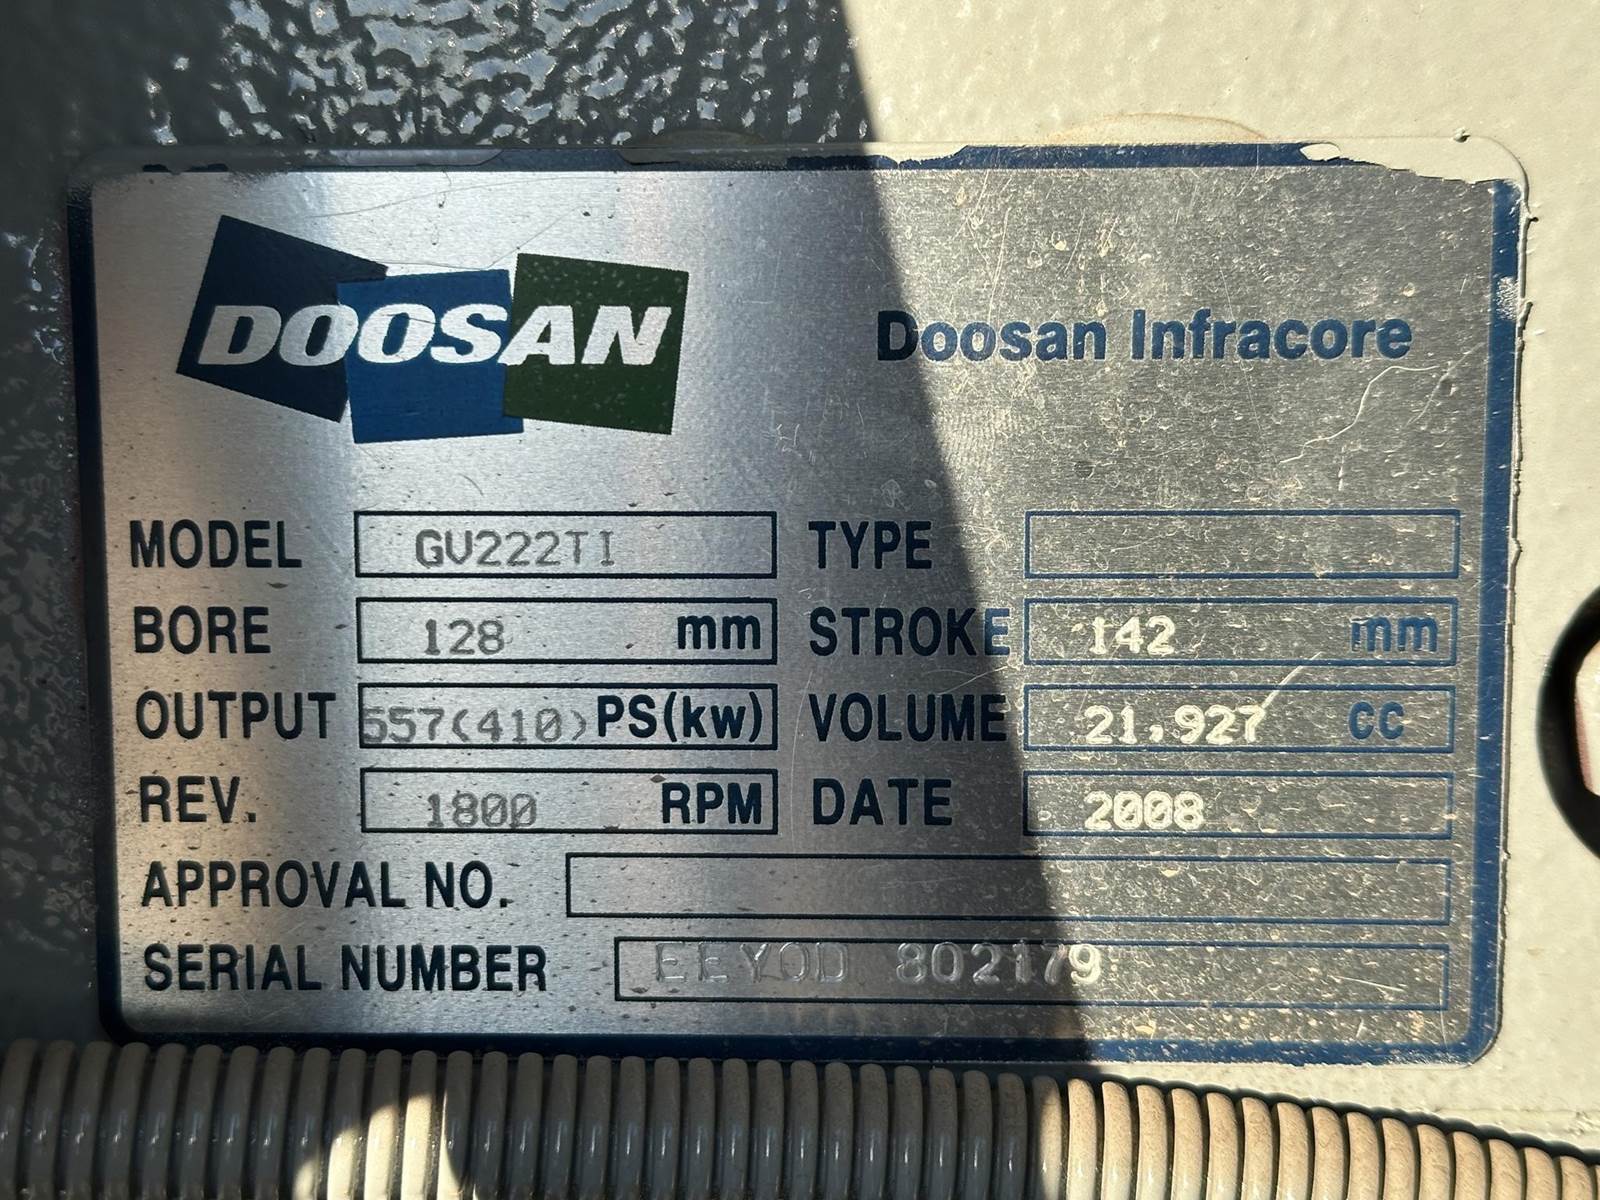 DOOSAN
Doosan Infracore
MODEL GV222TI TYPE
BORE 128 mm STROKE 142 mm
OUTPUT 557(410) PS(kw) VOLUME 21,927 CC
REV. 1800 RPM DATE 2008
APPROVAL NO.
SERIAL NUMBER EEYOD 802179